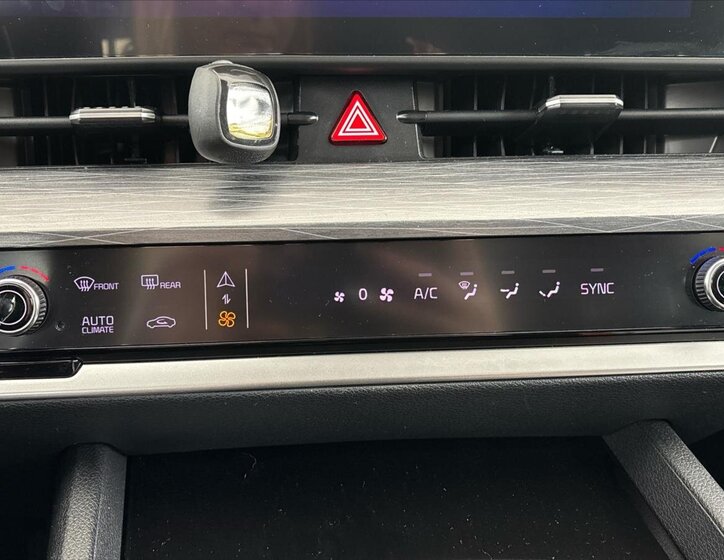 FRONT
REAR
AUTO
CLIMATE
0
A/C
SYNC